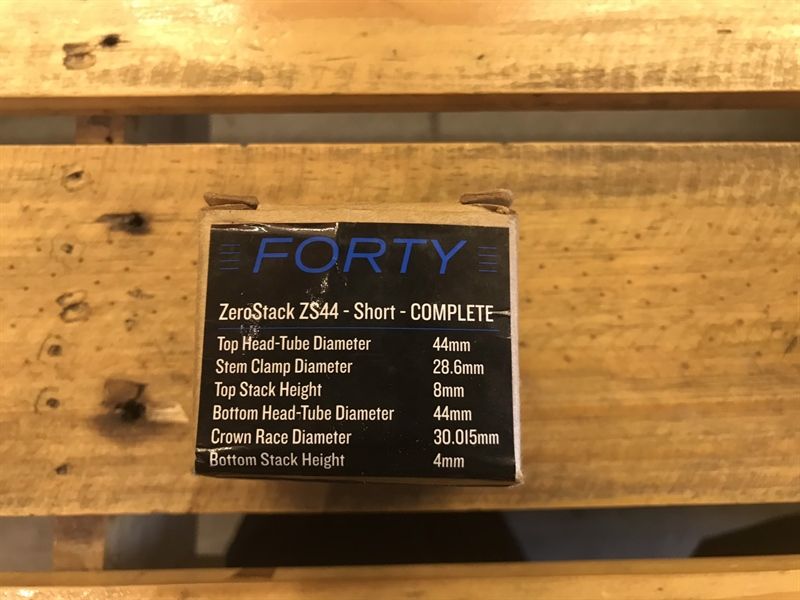 FORTY
ZeroStack ZS44 - Short - COMPLETE
Top Head-Tube Diameter 44mm
Stem Clamp Diameter 28.6mm
Top Stack Height 8mm
Bottom Head-Tube Diameter 44mm
Crown Race Diameter 30.015mm
Bottom Stack Height 4mm